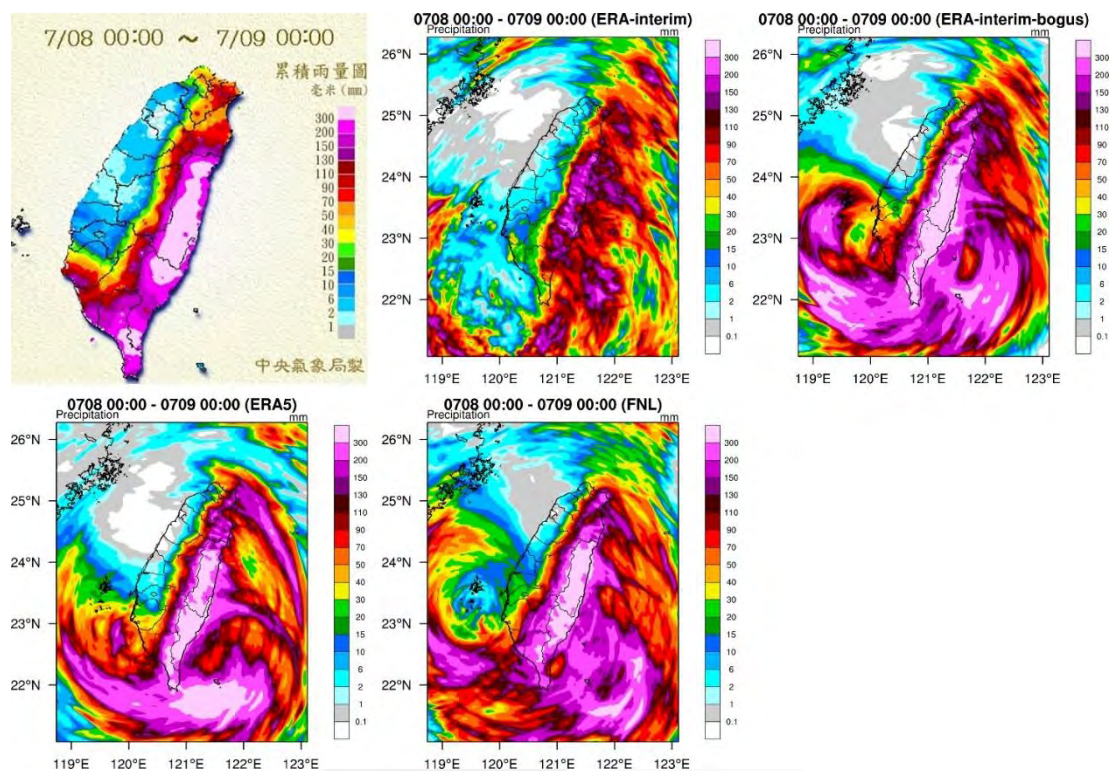 7/08 00:00 ～ 7/09 00:00
累積雨量圖
毫米(mm)
300
200
150
130
110
90
70
50
40
30
20
15
10
6
2
1
中央氣象局製
0708 00:00 - 0709 00:00 (ERA-interim)
Precipitation mm
26°N
25°N
24°N
23°N
22°N
119°E 120°E 121°E 122°E 123°E
300
200
150
130
110
90
70
50
40
30
20
15
10
6
2
1
0.1
0708 00:00 - 0709 00:00 (ERA-interim-bogus)
Precipitation mm
26°N
25°N
24°N
23°N
22°N
119°E 120°E 121°E 122°E 123°E
300
200
150
130
110
90
70
50
40
30
20
15
10
6
2
1
0.1
0708 00:00 - 0709 00:00 (ERA5)
Precipitation mm
26°N
25°N
24°N
23°N
22°N
119°E 120°E 121°E 122°E 123°E
300
200
150
130
110
90
70
50
40
30
20
15
10
6
2
1
0.1
0708 00:00 - 0709 00:00 (FNL)
Precipitation mm
26°N
25°N
24°N
23°N
22°N
119°E 120°E 121°E 122°E 123°E
300
200
150
130
110
90
70
50
40
30
20
15
10
6
2
1
0.1